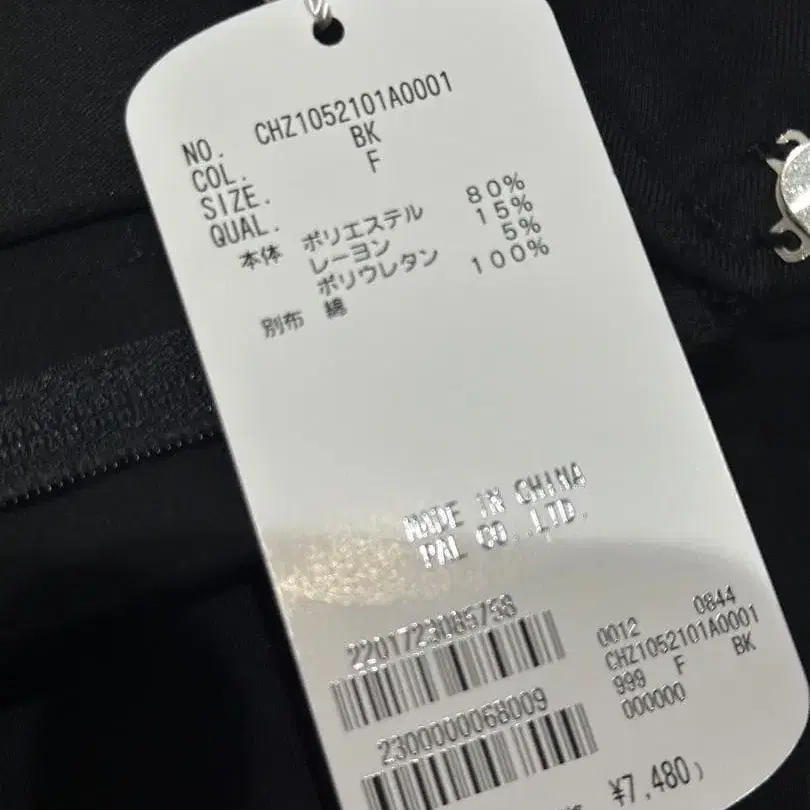 NO. CHZ1052101A0001
COL. BK
SIZE. F
QUAL.
本体 ポリエステル 80%
レーヨン 15%
ポリウレタン 5%
別布 綿 100%
MADE IN CHINA
PAL CO.,LTD.
2201723085758
2300000068009
0012 0844
CHZ1052101A0001
999 F BK
000000
¥7,480)